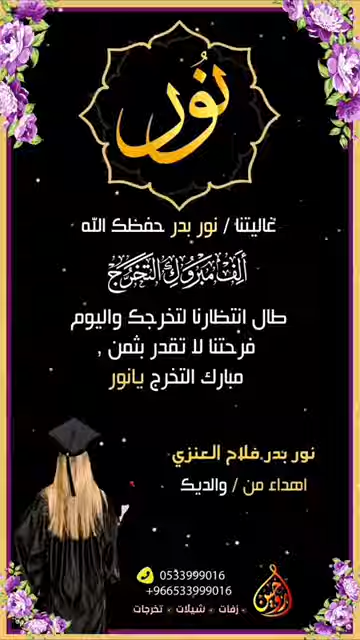 نور
غاليتنا / نور بدر حفظك الله
ألف مبروك التخرج
طال انتظارنا لتخرجك واليوم
فرحتنا لا تقدر بثمن ,
مبارك التخرج يانور
نور بدر فلاح العنزي
اهداء من / والديك
0533999016
+966533999016
زفات • شيلات • تخرجات